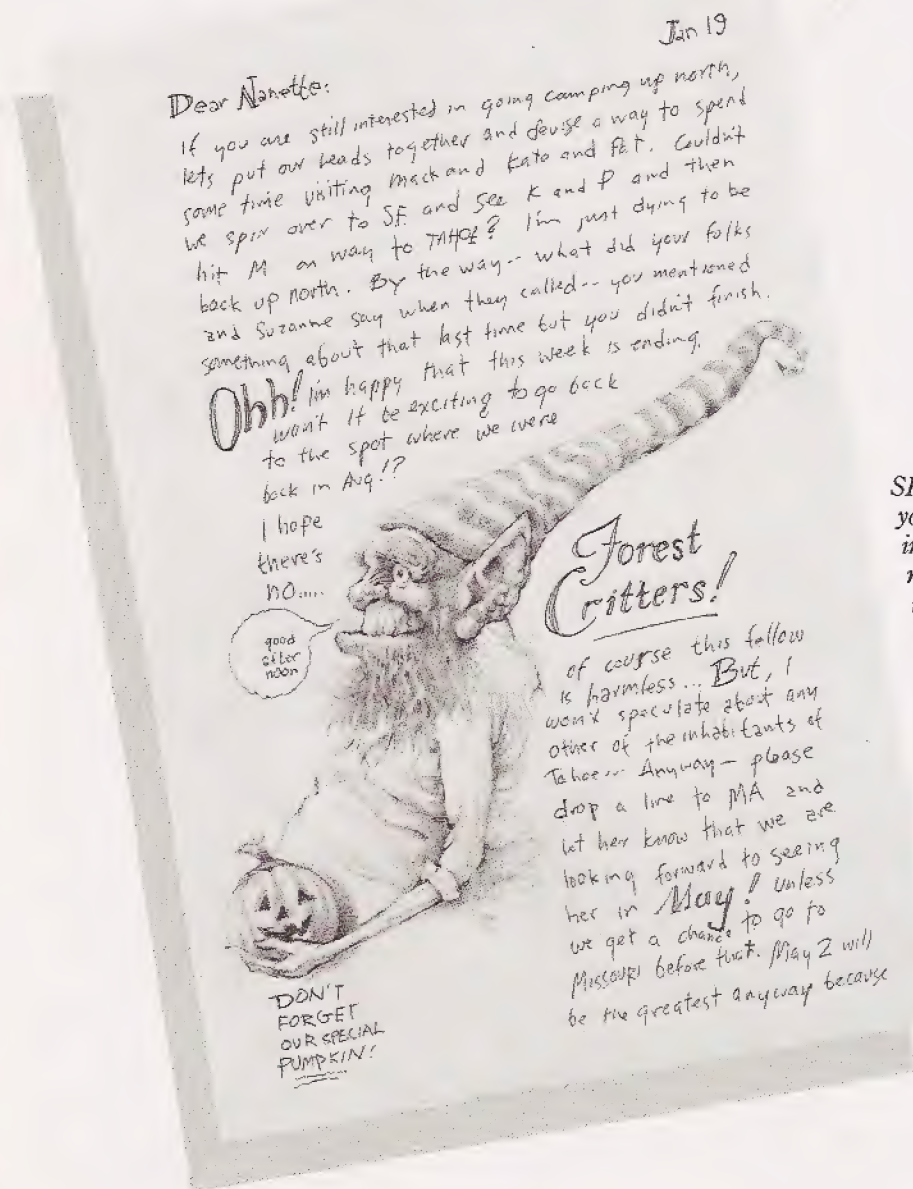 Jan 19
Dear Nanette:
If you are still interested in going camping up north,
lets put our heads together and devise a way to spend
some time visiting Mack and Kato and Pat. Couldn't
we spin over to SF and see K and P and then
hit M on way to TAHOE? I'm just dying to be
back up north. By the way-- what did your folks
and Suzanne say when they called-- you mentioned
something about that last time but you didn't finish.
Ohh! I'm happy that this week is ending.
won't it be exciting to go back
to the spot where we were
back in Aug!?
I hope
there's
no.....
good
after
noon
Forest
Critters!
of course this fellow
is harmless... But, I
won't speculate about any
other of the inhabitants of
Tahoe... Anyway- please
drop a line to MA and
let her know that we are
looking forward to seeing
her in May! unless
we get a chance to go to
Missouri before that. May 2 will
be the greatest anyway because
DON'T
FORGET
OUR SPECIAL
PUMPKIN!